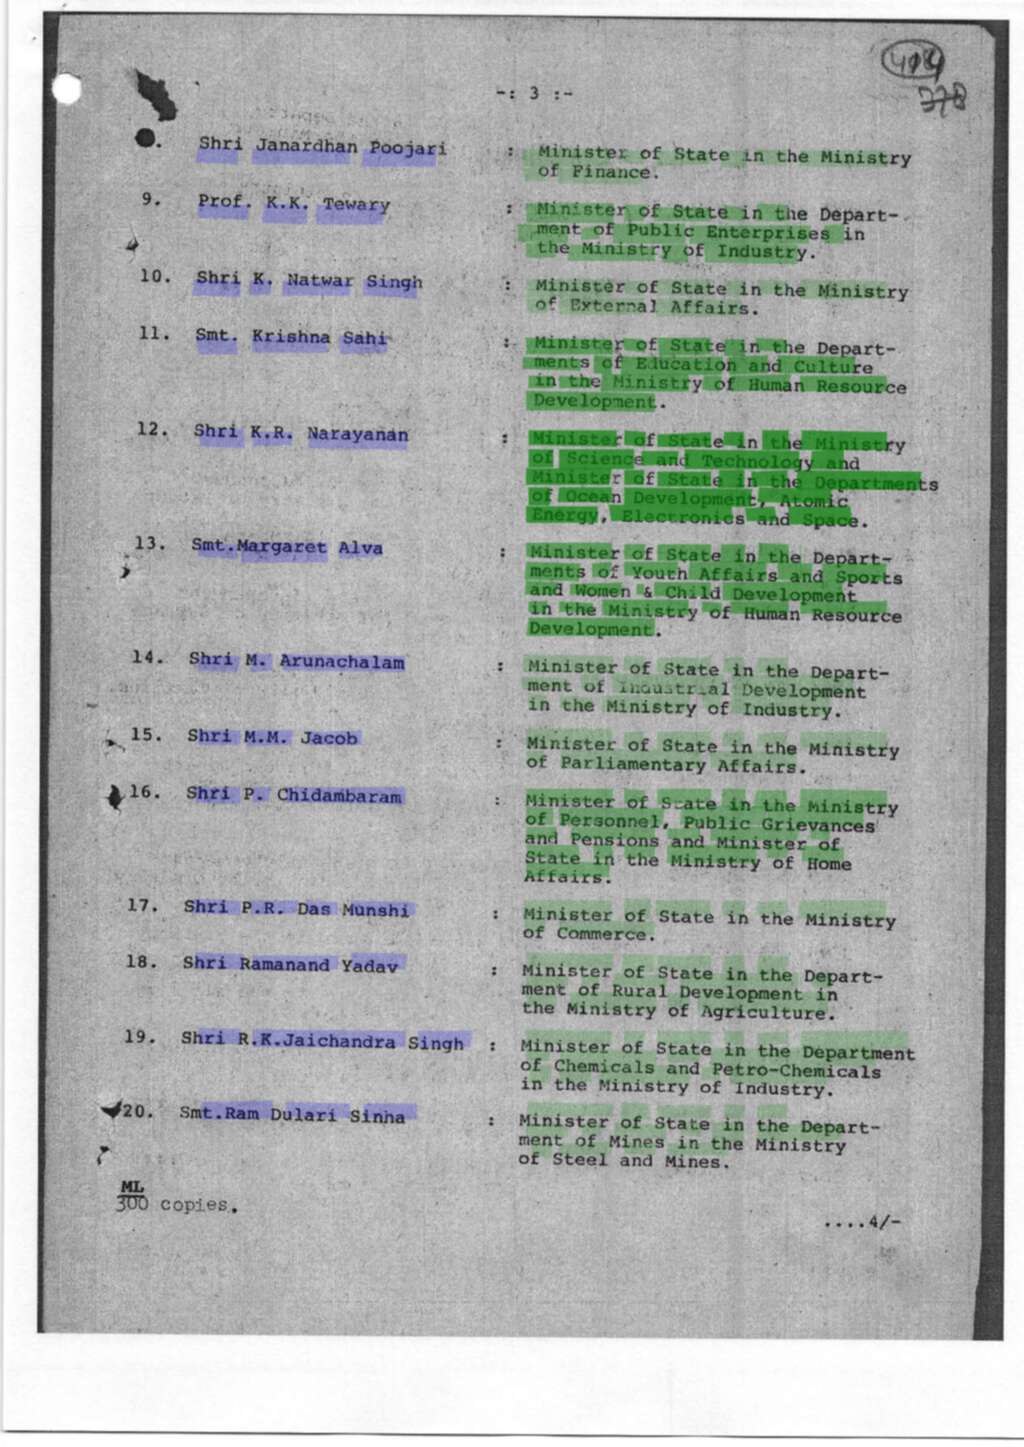 -: 3 :-
Shri Janardhan Poojari : Minister of State in the Ministry
of Finance.
9. Prof. K.K. Tewary : Minister of State in the Depart-
ment of Public Enterprises in
the Ministry of Industry.
10. Shri K. Natwar Singh : Minister of State in the Ministry
of External Affairs.
11. Smt. Krishna Sahi : Minister of State in the Depart-
ments of Education and Culture
in the Ministry of Human Resource
Development.
12. Shri K.R. Narayanan : Minister of State in the Ministry
of Science and Technology and
Minister of State in the Departments
of Ocean Development, Atomic
Energy, Electronics and Space.
13. Smt.Margaret Alva : Minister of State in the Depart-
ments of Youth Affairs and Sports
and Women & Child Development
in the Ministry of Human Resource
Development.
14. Shri M. Arunachalam : Minister of State in the Depart-
ment of Industrial Development
in the Ministry of Industry.
15. Shri M.M. Jacob : Minister of State in the Ministry
of Parliamentary Affairs.
16. Shri P. Chidambaram : Minister of State in the Ministry
of Personnel, Public Grievances
and Pensions and Minister of
State in the Ministry of Home
Affairs.
17. Shri P.R. Das Munshi : Minister of State in the Ministry
of Commerce.
18. Shri Ramanand Yadav : Minister of State in the Depart-
ment of Rural Development in
the Ministry of Agriculture.
19. Shri R.K.Jaichandra Singh : Minister of State in the Department
of Chemicals and Petro-Chemicals
in the Ministry of Industry.
20. Smt.Ram Dulari Sinha : Minister of State in the Depart-
ment of Mines in the Ministry
of Steel and Mines.
ML
300 copies.
....4/-